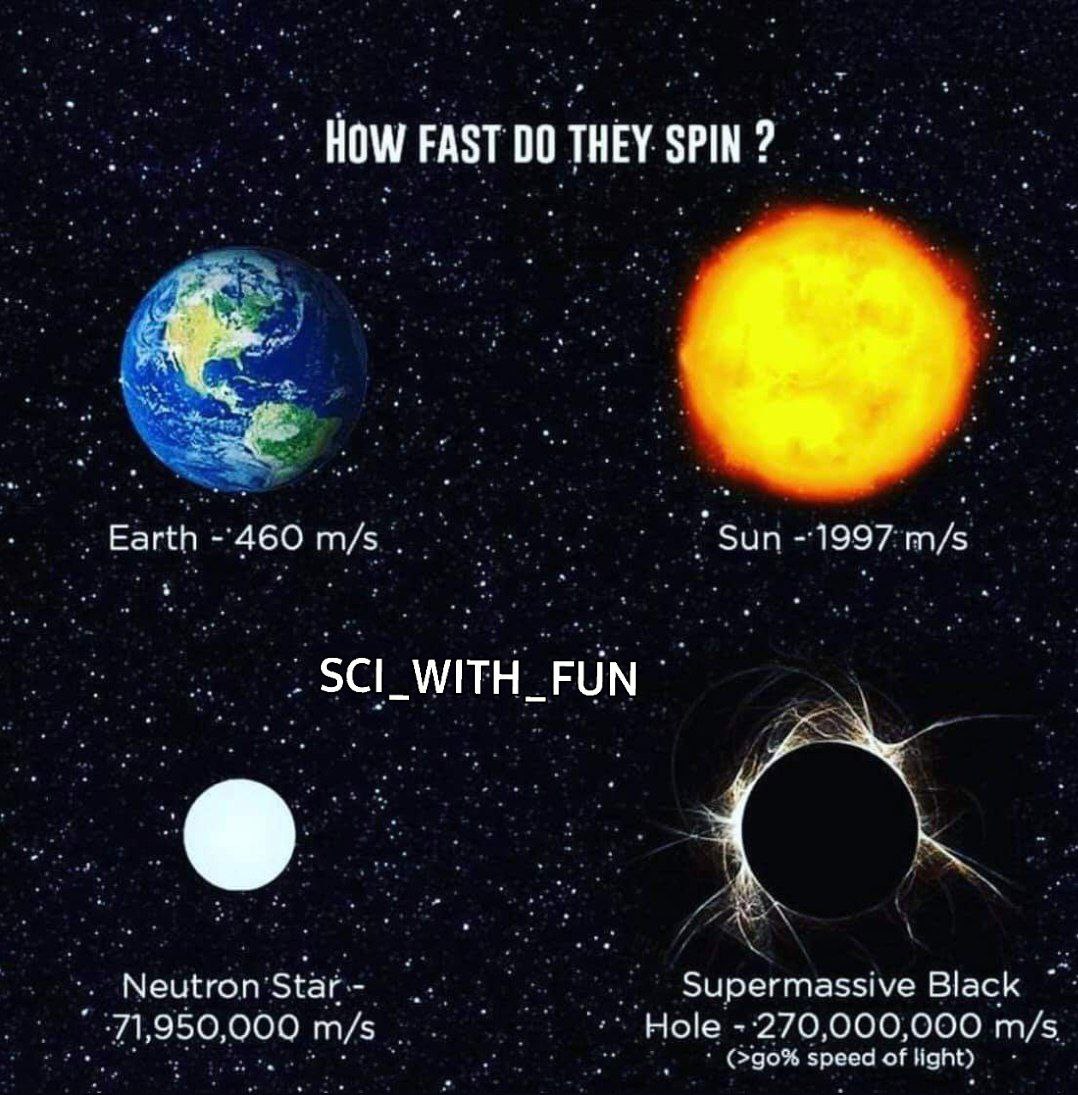 HOW FAST DO THEY SPIN ?
Earth - 460 m/s
Sun - 1997 m/s
SCI_WITH_FUN
Neutron Star -
71,950,000 m/s
Supermassive Black
Hole - 270,000,000 m/s
(>go% speed of light)